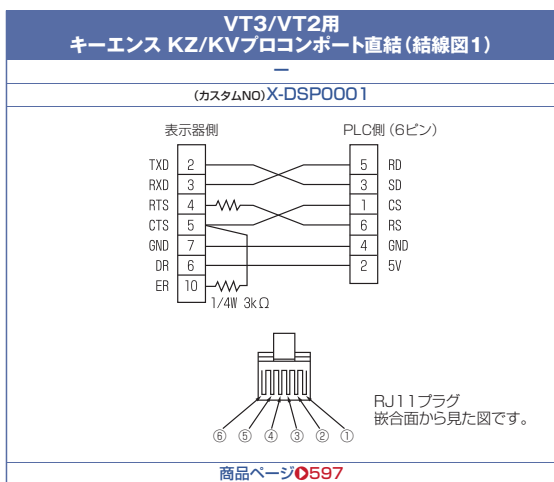 VT3/VT2用
キーエンス KZ/KVプロコンポート直結(結線図1)
ー
(カスタムNO)X-DSP0001
表示器側 PLC側(6ピン)
TXD 2 5 RD
RXD 3 3 SD
RTS 4 1 CS
CTS 5 6 RS
GND 7 4 GND
DR 6 2 5V
ER 10
1/4W 3kΩ
RJ11プラグ
嵌合面から見た図です。
⑥ ⑤ ④ ③ ② ①
商品ページ 597